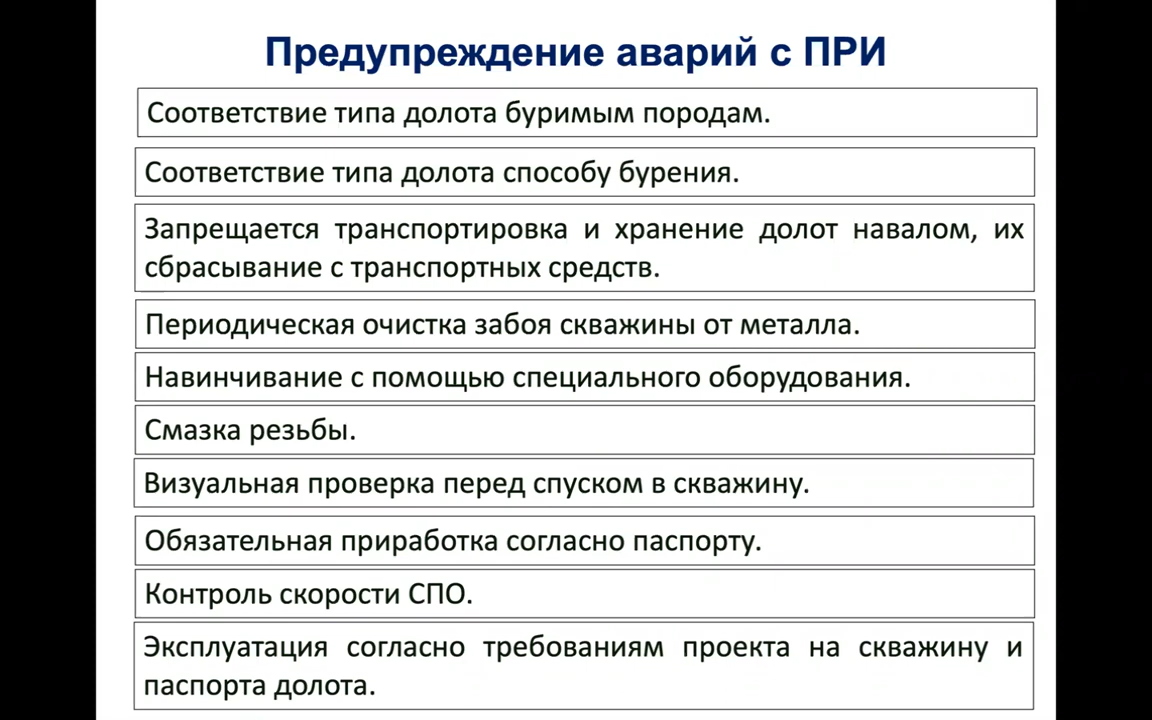 Предупреждение аварий с ПРИ
Соответствие типа долота буримым породам.
Соответствие типа долота способу бурения.
Запрещается транспортировка и хранение долот навалом, их
сбрасывание с транспортных средств.
Периодическая очистка забоя скважины от металла.
Навинчивание с помощью специального оборудования.
Смазка резьбы.
Визуальная проверка перед спуском в скважину.
Обязательная приработка согласно паспорту.
Контроль скорости СПО.
Эксплуатация согласно требованиям проекта на скважину и
паспорта долота.